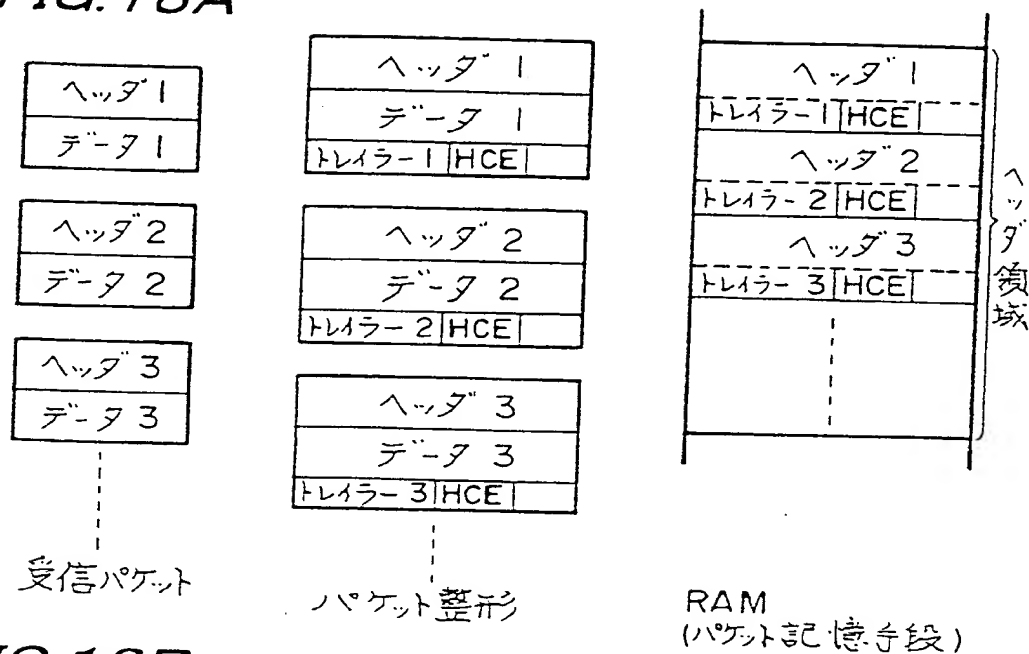 FIG. 18A
ヘッダ 1
データ 1
ヘッダ 2
データ 2
ヘッダ 3
データ 3
受信パケット
ヘッダ 1
データ 1
トレイラー 1 HCE
ヘッダ 2
データ 2
トレイラー 2 HCE
ヘッダ 3
データ 3
トレイラー 3 HCE
パケット整形
ヘッダ 1
トレイラー 1 HCE
ヘッダ 2
トレイラー 2 HCE
ヘッダ 3
トレイラー 3 HCE
ヘッダ領域
RAM
(パケット記憶手段)